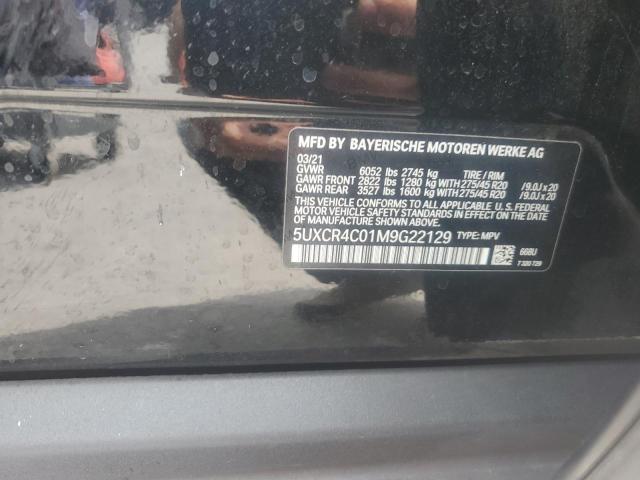 MFD BY BAYERISCHE MOTOREN WERKE AG
03/21
GVWR 6052 lbs 2745 kg TIRE / RIM
GAWR FRONT 2822 lbs 1280 kg WITH 275/45 R20 / 9.0J x 20
GAWR REAR 3527 lbs 1600 kg WITH 275/45 R20 / 9.0J x 20
THIS VEHICLE CONFORMS TO ALL APPLICABLE U.S. FEDERAL
MOTOR VEHICLE SAFETY STANDARDS IN EFFECT ON THE DATE
OF MANUFACTURE SHOWN ABOVE.
5UXCR4C01M9G22129 TYPE: MPV
668U
7 320 729